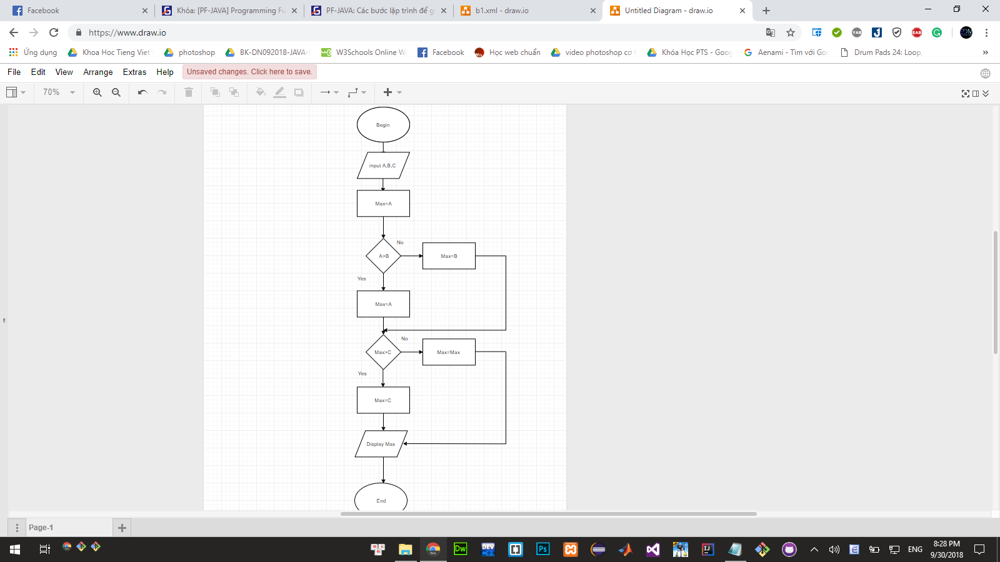 Facebook
Khóa: [PF-JAVA] Programming Fu
PF-JAVA: Các bước lập trình để g
b1.xml - draw.io
Untitled Diagram - draw.io
https://www.draw.io
Ứng dụng
Khoa Hoc Tieng Viet
photoshop
BK-DN092018-JAVA-
W3Schools Online W
Facebook
Học web chuẩn
video photoshop cơ
Khóa Học PTS - Goog
Aenami - Tìm với Go
Drum Pads 24: Loop,
File
Edit
View
Arrange
Extras
Help
Unsaved changes. Click here to save.
70%
Begin
input A,B,C
Max=A
No
A>B
Max=B
Yes
Max=A
No
Max>C
Max=Max
Yes
Max=C
Display Max
End
Page-1
Dw
DEV
Ps
IJ
ENG
8:28 PM
9/30/2018